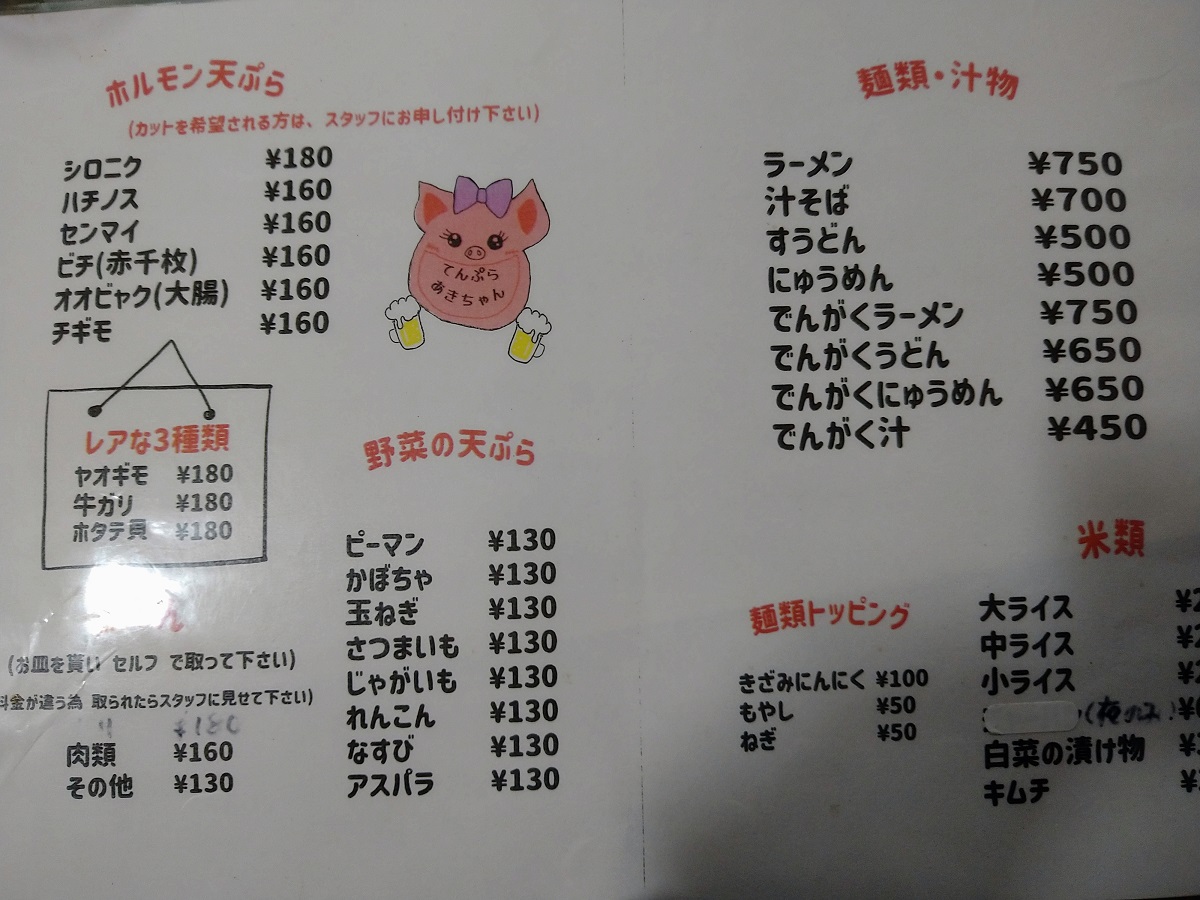 ホルモン天ぷら
(カットを希望される方は、スタッフにお申し付け下さい)
シロニク ¥180
ハチノス ¥160
センマイ ¥160
ビチ(赤千枚) ¥160
オオビャク(大腸) ¥160
チギモ ¥160
てんぷら
あきちゃん
レアな3種類
ヤオギモ ¥180
牛ガリ ¥180
ホタテ貝 ¥180
(お皿を貰い セルフ で取って下さい)
料金が違う為 取られたらスタッフに見せて下さい)
¥180
肉類 ¥160
その他 ¥130
野菜の天ぷら
ピーマン ¥130
かぼちゃ ¥130
玉ねぎ ¥130
さつまいも ¥130
じゃがいも ¥130
れんこん ¥130
なすび ¥130
アスパラ ¥130
麺類・汁物
ラーメン ¥750
汁そば ¥700
すうどん ¥500
にゅうめん ¥500
でんがくラーメン ¥750
でんがくうどん ¥650
でんがくにゅうめん ¥650
でんがく汁 ¥450
麺類トッピング
きざみにんにく ¥100
もやし ¥50
ねぎ ¥50
米類
大ライス ¥2
中ライス ¥2
小ライス ¥2
(夜のみ) ¥
白菜の漬け物 ¥
キムチ ¥